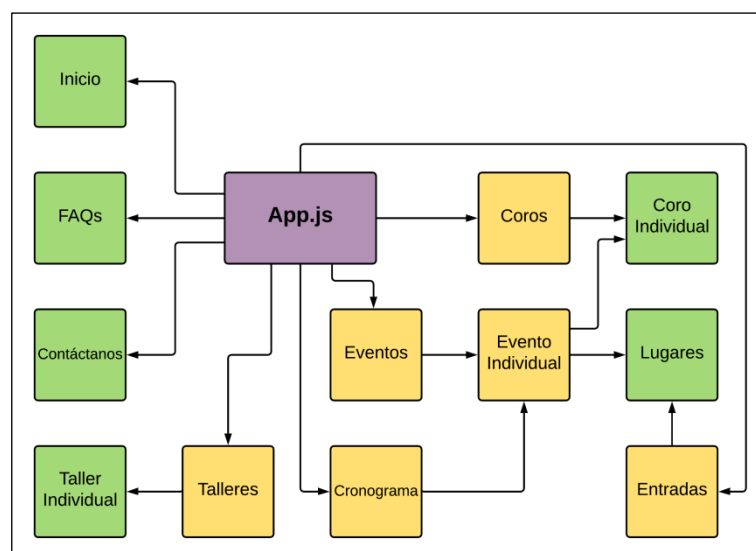 Inicio
FAQs
App.js
Coros
Coro
Individual
Contáctanos
Eventos
Evento
Individual
Lugares
Taller
Individual
Talleres
Cronograma
Entradas